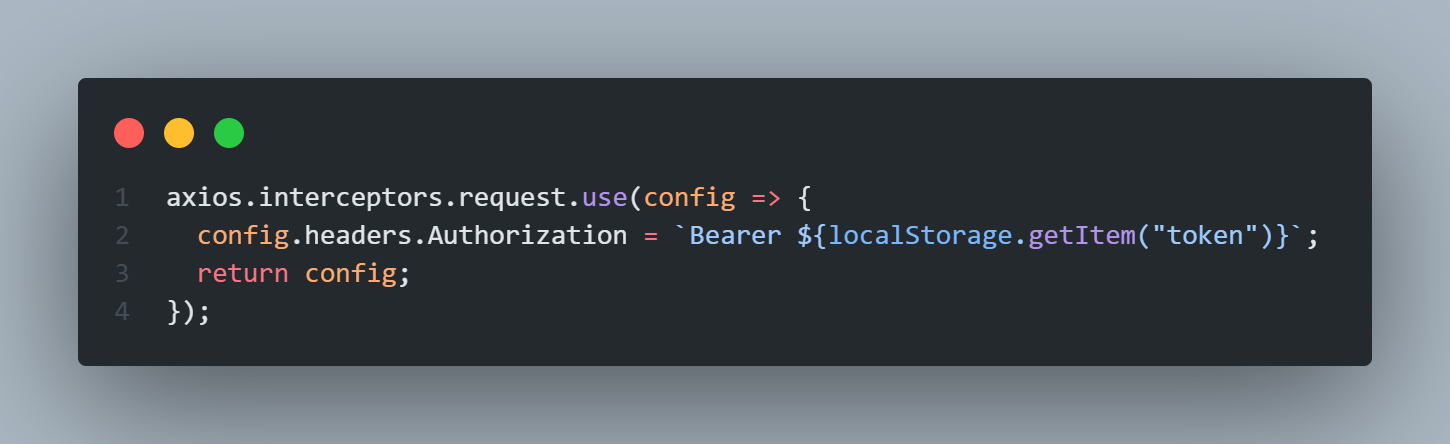 1 axios.interceptors.request.use(config => {
2   config.headers.Authorization = `Bearer ${localStorage.getItem("token")}`;
3   return config;
4 });